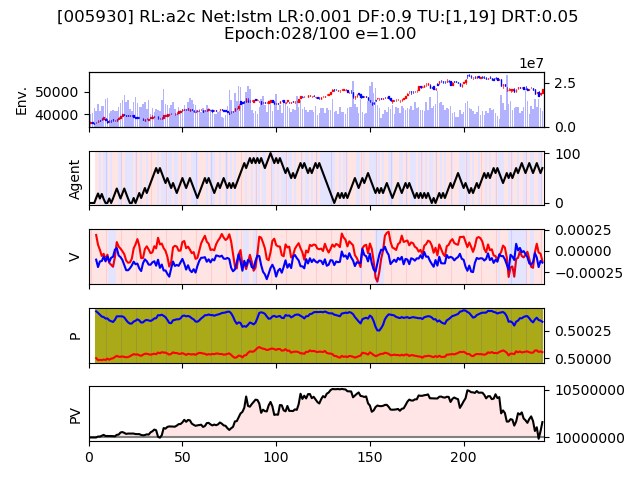 [005930] RL:a2c Net:lstm LR:0.001 DF:0.9 TU:[1,19] DRT:0.05
Epoch:028/100 e=1.00
1e7
Env.
50000
40000
2.5
0.0
Agent
100
0
V
0.00025
0.00000
−0.00025
P
0.50025
0.50000
PV
10500000
10000000
0 50 100 150 200